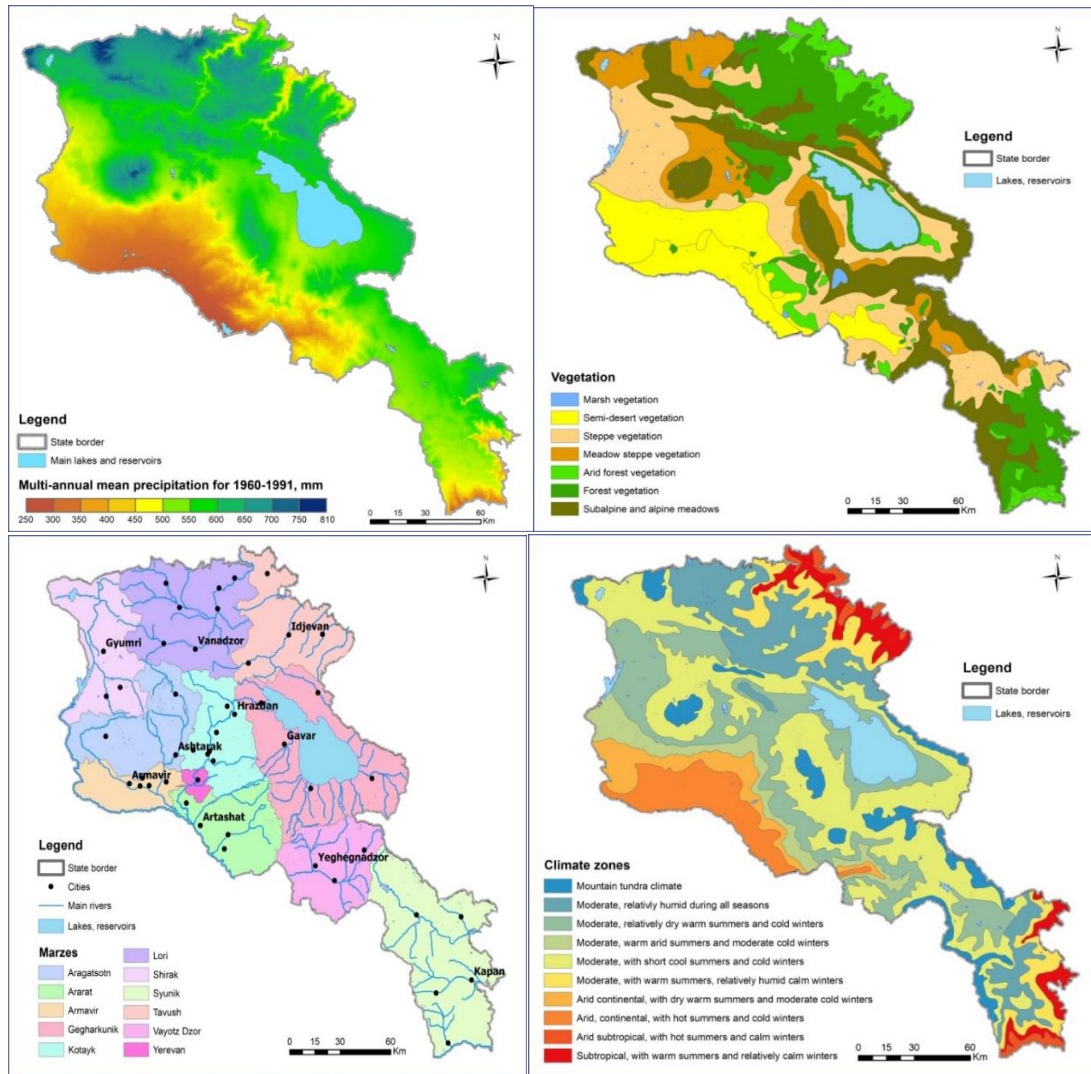 N
Legend
State border
Main lakes and reservoirs
Multi-annual mean precipitation for 1960-1991, mm
250 300 350 400 450 500 550 600 650 700 750 810
0 15 30 60
Km
N
Legend
State border
Lakes, reservoirs
Vegetation
Marsh vegetation
Semi-desert vegetation
Steppe vegetation
Meadow steppe vegetation
Arid forest vegetation
Forest vegetation
Subalpine and alpine meadows
0 15 30 60
Km
N
Gyumri
Vanadzor
Idjevan
Hrazdan
Gavar
Ashtarak
Armavir
Artashat
Yeghegnadzor
Kapan
Legend
State border
Cities
Main rivers
Lakes, reservoirs
Marzes
Aragatsotn
Ararat
Armavir
Gegharkunik
Kotayk
Lori
Shirak
Syunik
Tavush
Vayotz Dzor
Yerevan
0 15 30 60
Km
N
Legend
State border
Lakes, reservoirs
Climate zones
Mountain tundra climate
Moderate, relativly humid during all seasons
Moderate, relatively dry warm summers and cold winters
Moderate, warm arid summers and moderate cold winters
Moderate, with short cool summers and cold winters
Moderate, with warm summers, relatively humid calm winters
Arid continental, with dry warm summers and moderate cold winters
Arid, continental, with hot summers and cold winters
Arid subtropical, with hot summers and calm winters
Subtropical, with warm summers and relatively calm winters
0 15 30 60
Km